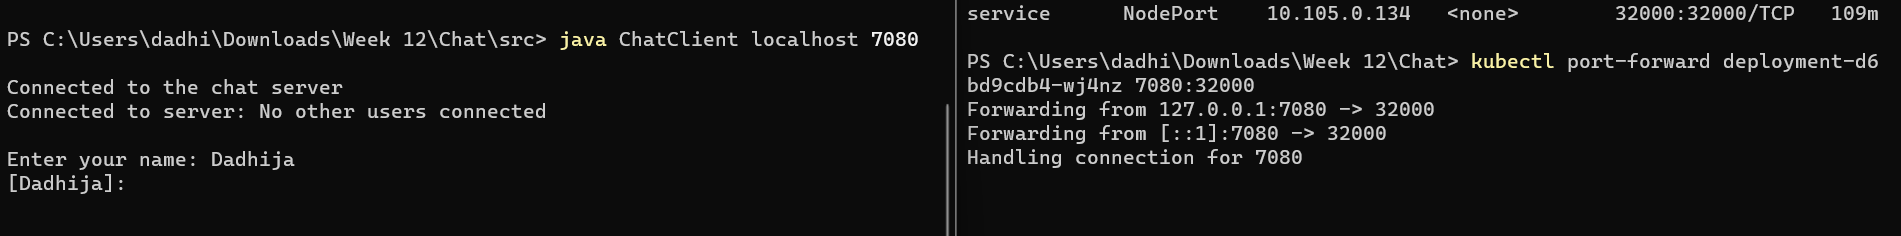 PS C:\Users\dadhi\Downloads\Week 12\Chat\src> java ChatClient localhost 7080
Connected to the chat server
Connected to server: No other users connected
Enter your name: Dadhija
[Dadhija]:
service      NodePort    10.105.0.134   <none>        32000:32000/TCP   109m
PS C:\Users\dadhi\Downloads\Week 12\Chat> kubectl port-forward deployment-d6
bd9cdb4-wj4nz 7080:32000
Forwarding from 127.0.0.1:7080 -> 32000
Forwarding from [::1]:7080 -> 32000
Handling connection for 7080